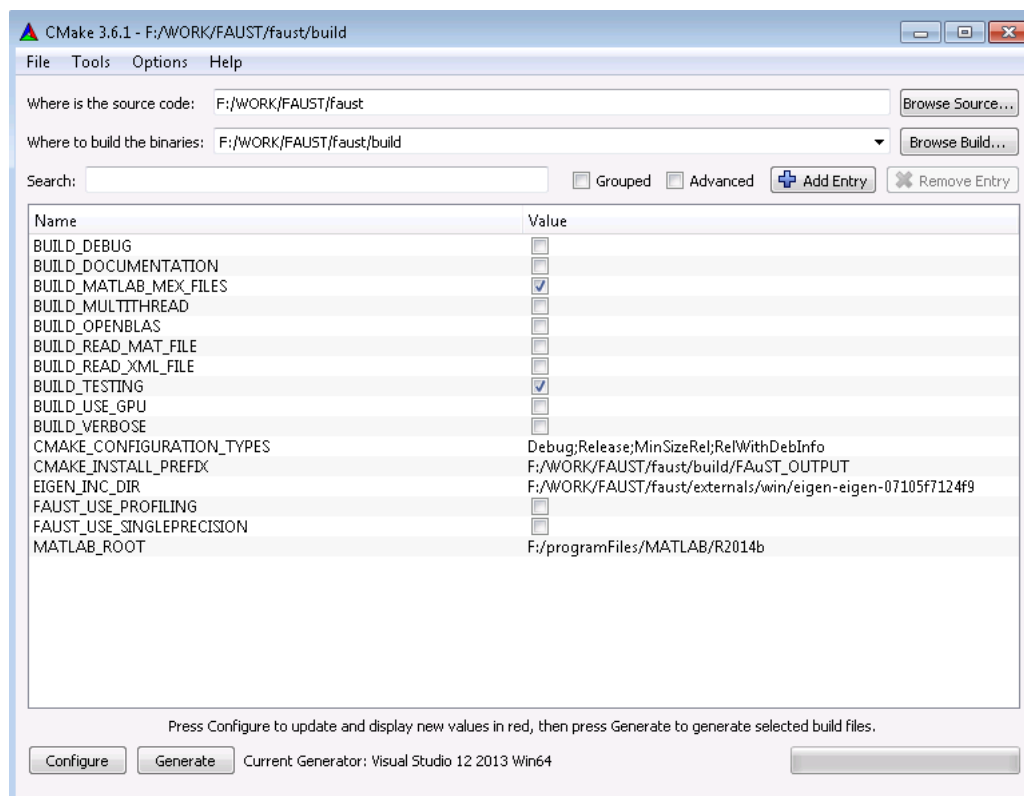 CMake 3.6.1 - F:/WORK/FAUST/faust/build
File Tools Options Help
Where is the source code: F:/WORK/FAUST/faust Browse Source...
Where to build the binaries: F:/WORK/FAUST/faust/build Browse Build...
Search: Grouped Advanced Add Entry Remove Entry
Name Value
BUILD_DEBUG
BUILD_DOCUMENTATION
BUILD_MATLAB_MEX_FILES
BUILD_MULTITHREAD
BUILD_OPENBLAS
BUILD_READ_MAT_FILE
BUILD_READ_XML_FILE
BUILD_TESTING
BUILD_USE_GPU
BUILD_VERBOSE
CMAKE_CONFIGURATION_TYPES Debug;Release;MinSizeRel;RelWithDebInfo
CMAKE_INSTALL_PREFIX F:/WORK/FAUST/faust/build/FAuST_OUTPUT
EIGEN_INC_DIR F:/WORK/FAUST/faust/externals/win/eigen-eigen-07105f7124f9
FAUST_USE_PROFILING
FAUST_USE_SINGLEPRECISION
MATLAB_ROOT F:/programFiles/MATLAB/R2014b
Press Configure to update and display new values in red, then press Generate to generate selected build files.
Configure Generate Current Generator: Visual Studio 12 2013 Win64